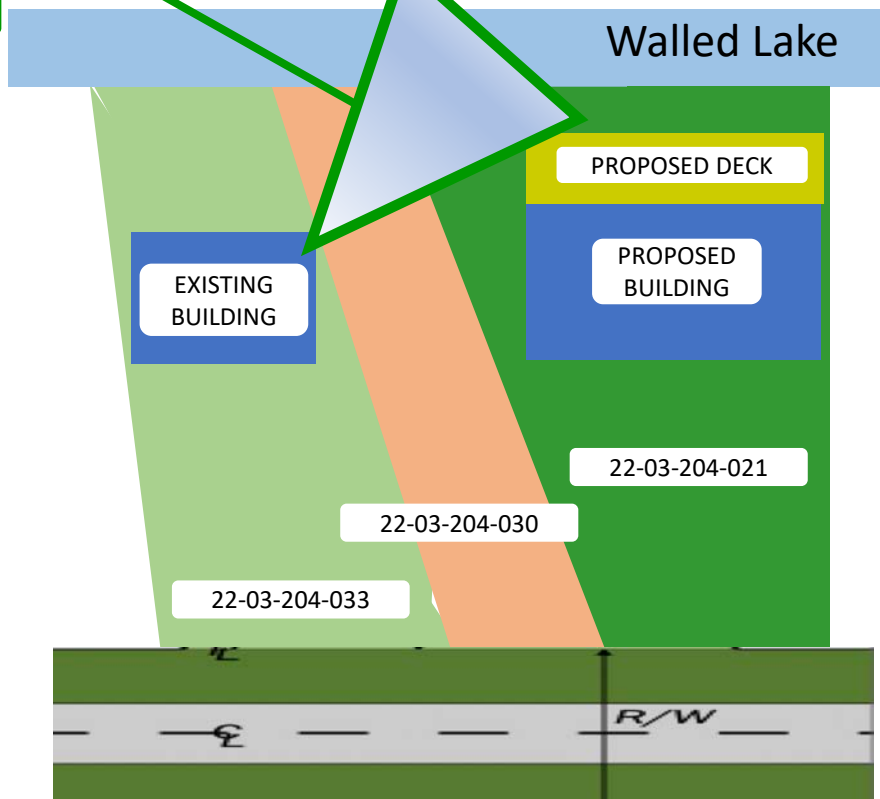 Walled Lake
PROPOSED DECK
EXISTING
BUILDING
PROPOSED
BUILDING
22-03-204-021
22-03-204-030
22-03-204-033
R/W